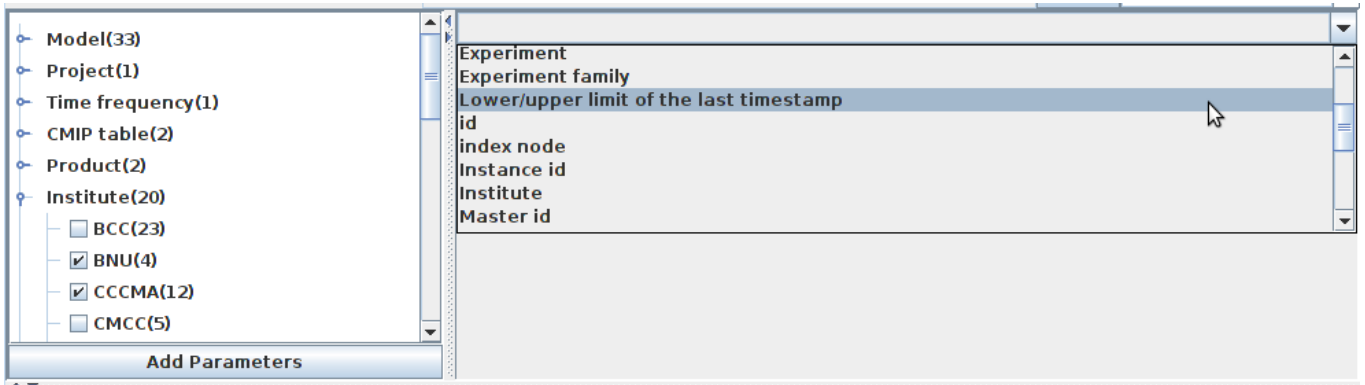 Model(33)
Project(1)
Time frequency(1)
CMIP table(2)
Product(2)
Institute(20)
BCC(23)
BNU(4)
CCCMA(12)
CMCC(5)
Add Parameters
Experiment
Experiment family
Lower/upper limit of the last timestamp
id
index node
Instance id
Institute
Master id